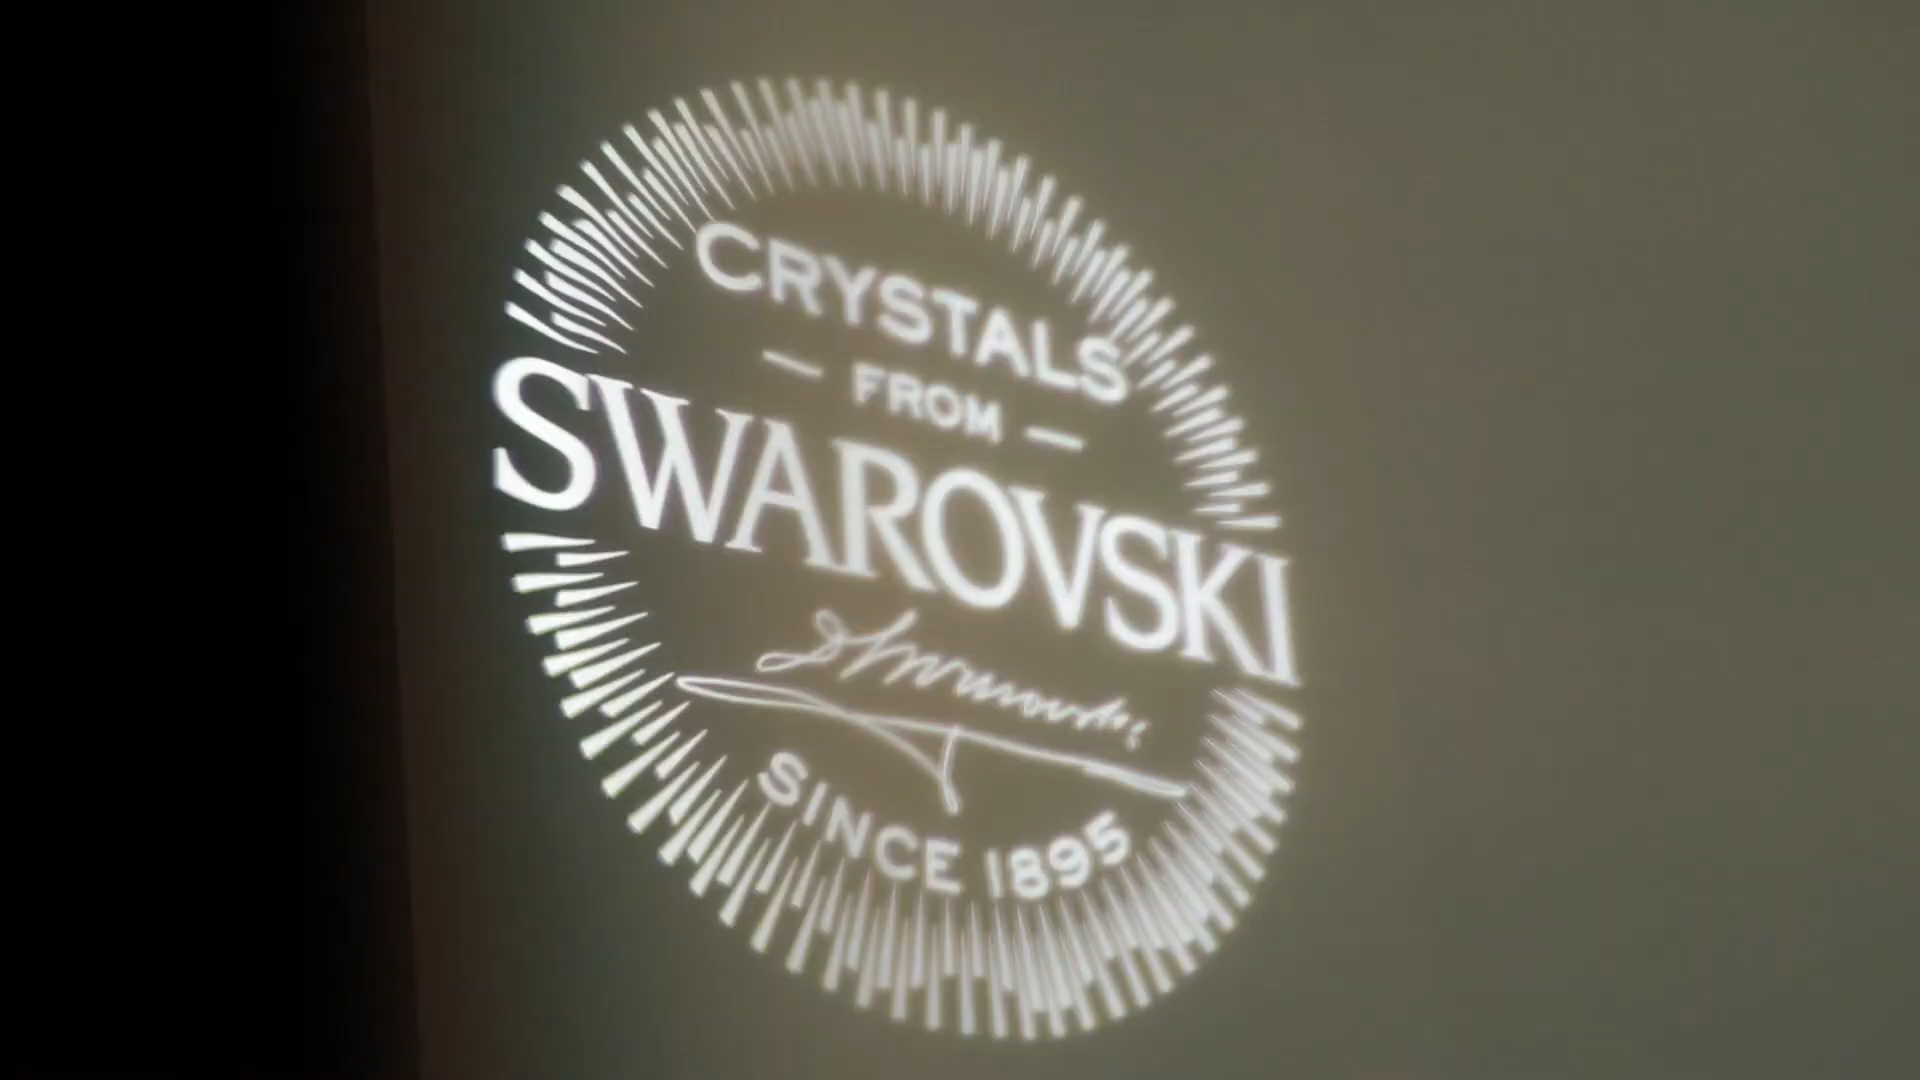 CRYSTALS
— FROM —
SWAROVSKI
SINCE 1895